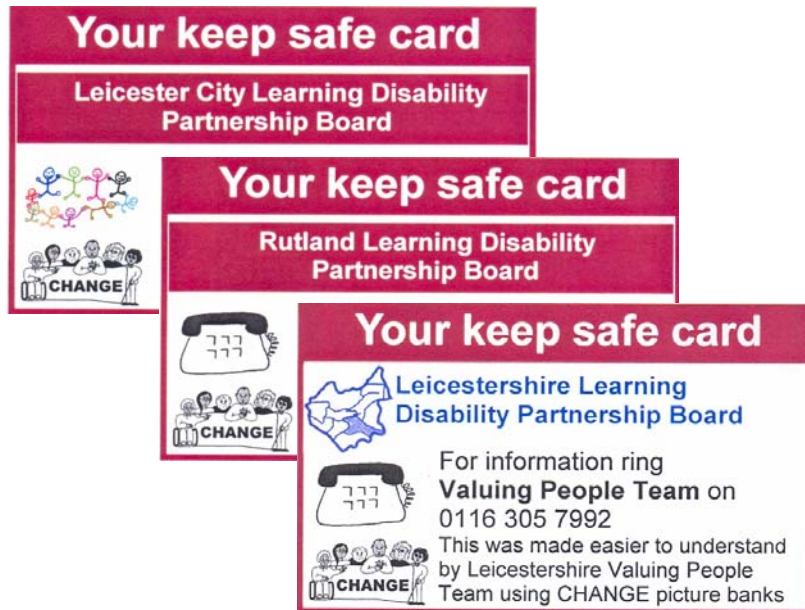 Your keep safe card
Leicester City Learning Disability
Partnership Board
CHANGE
Your keep safe card
Rutland Learning Disability
Partnership Board
CHANGE
Your keep safe card
Leicestershire Learning
Disability Partnership Board
For information ring
Valuing People Team on
0116 305 7992
This was made easier to understand
by Leicestershire Valuing People
Team using CHANGE picture banks
CHANGE